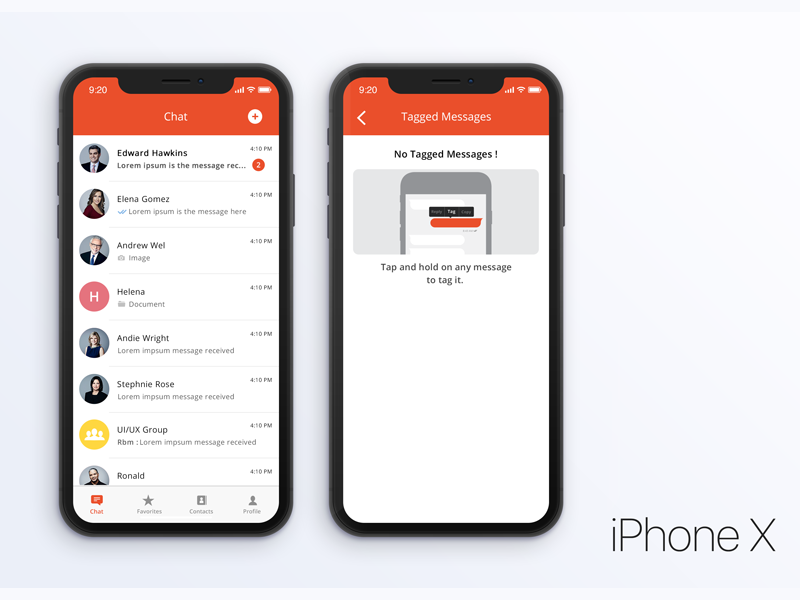 9:20
Chat
Edward Hawkins
4:10 PM
Lorem ipsum is the message rec...
2
Elena Gomez
4:10 PM
Lorem ipsum is the message here
Andrew Wel
4:10 PM
Image
H
Helena
4:10 PM
Document
Andie Wright
4:10 PM
Lorem impsum message received
Stephnie Rose
4:10 PM
Lorem impsum message received
UI/UX Group
4:10 PM
Rbm : Lorem impsum message received
Ronald
4:10 PM
Chat
Favorites
Contacts
Profile
9:20
Tagged Messages
No Tagged Messages !
Tag
Copy
Tap and hold on any message
to tag it.
iPhone X